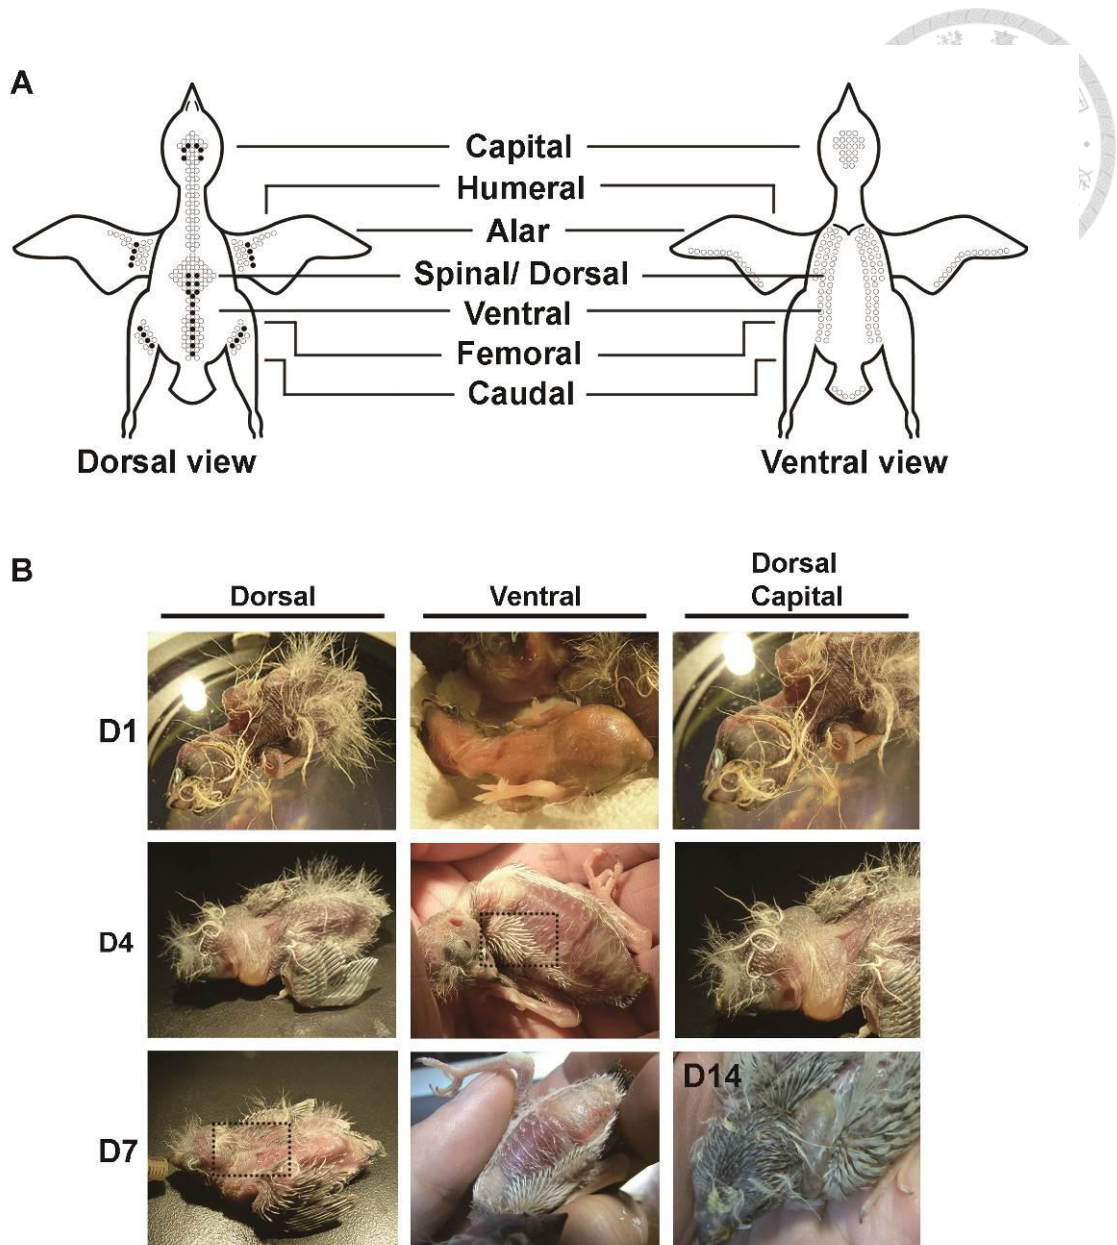 A
Capital
Humeral
Alar
Spinal/ Dorsal
Ventral
Femoral
Caudal
Dorsal view
Ventral view
B
Dorsal
Ventral
Dorsal
Capital
D1
D4
D7
D14